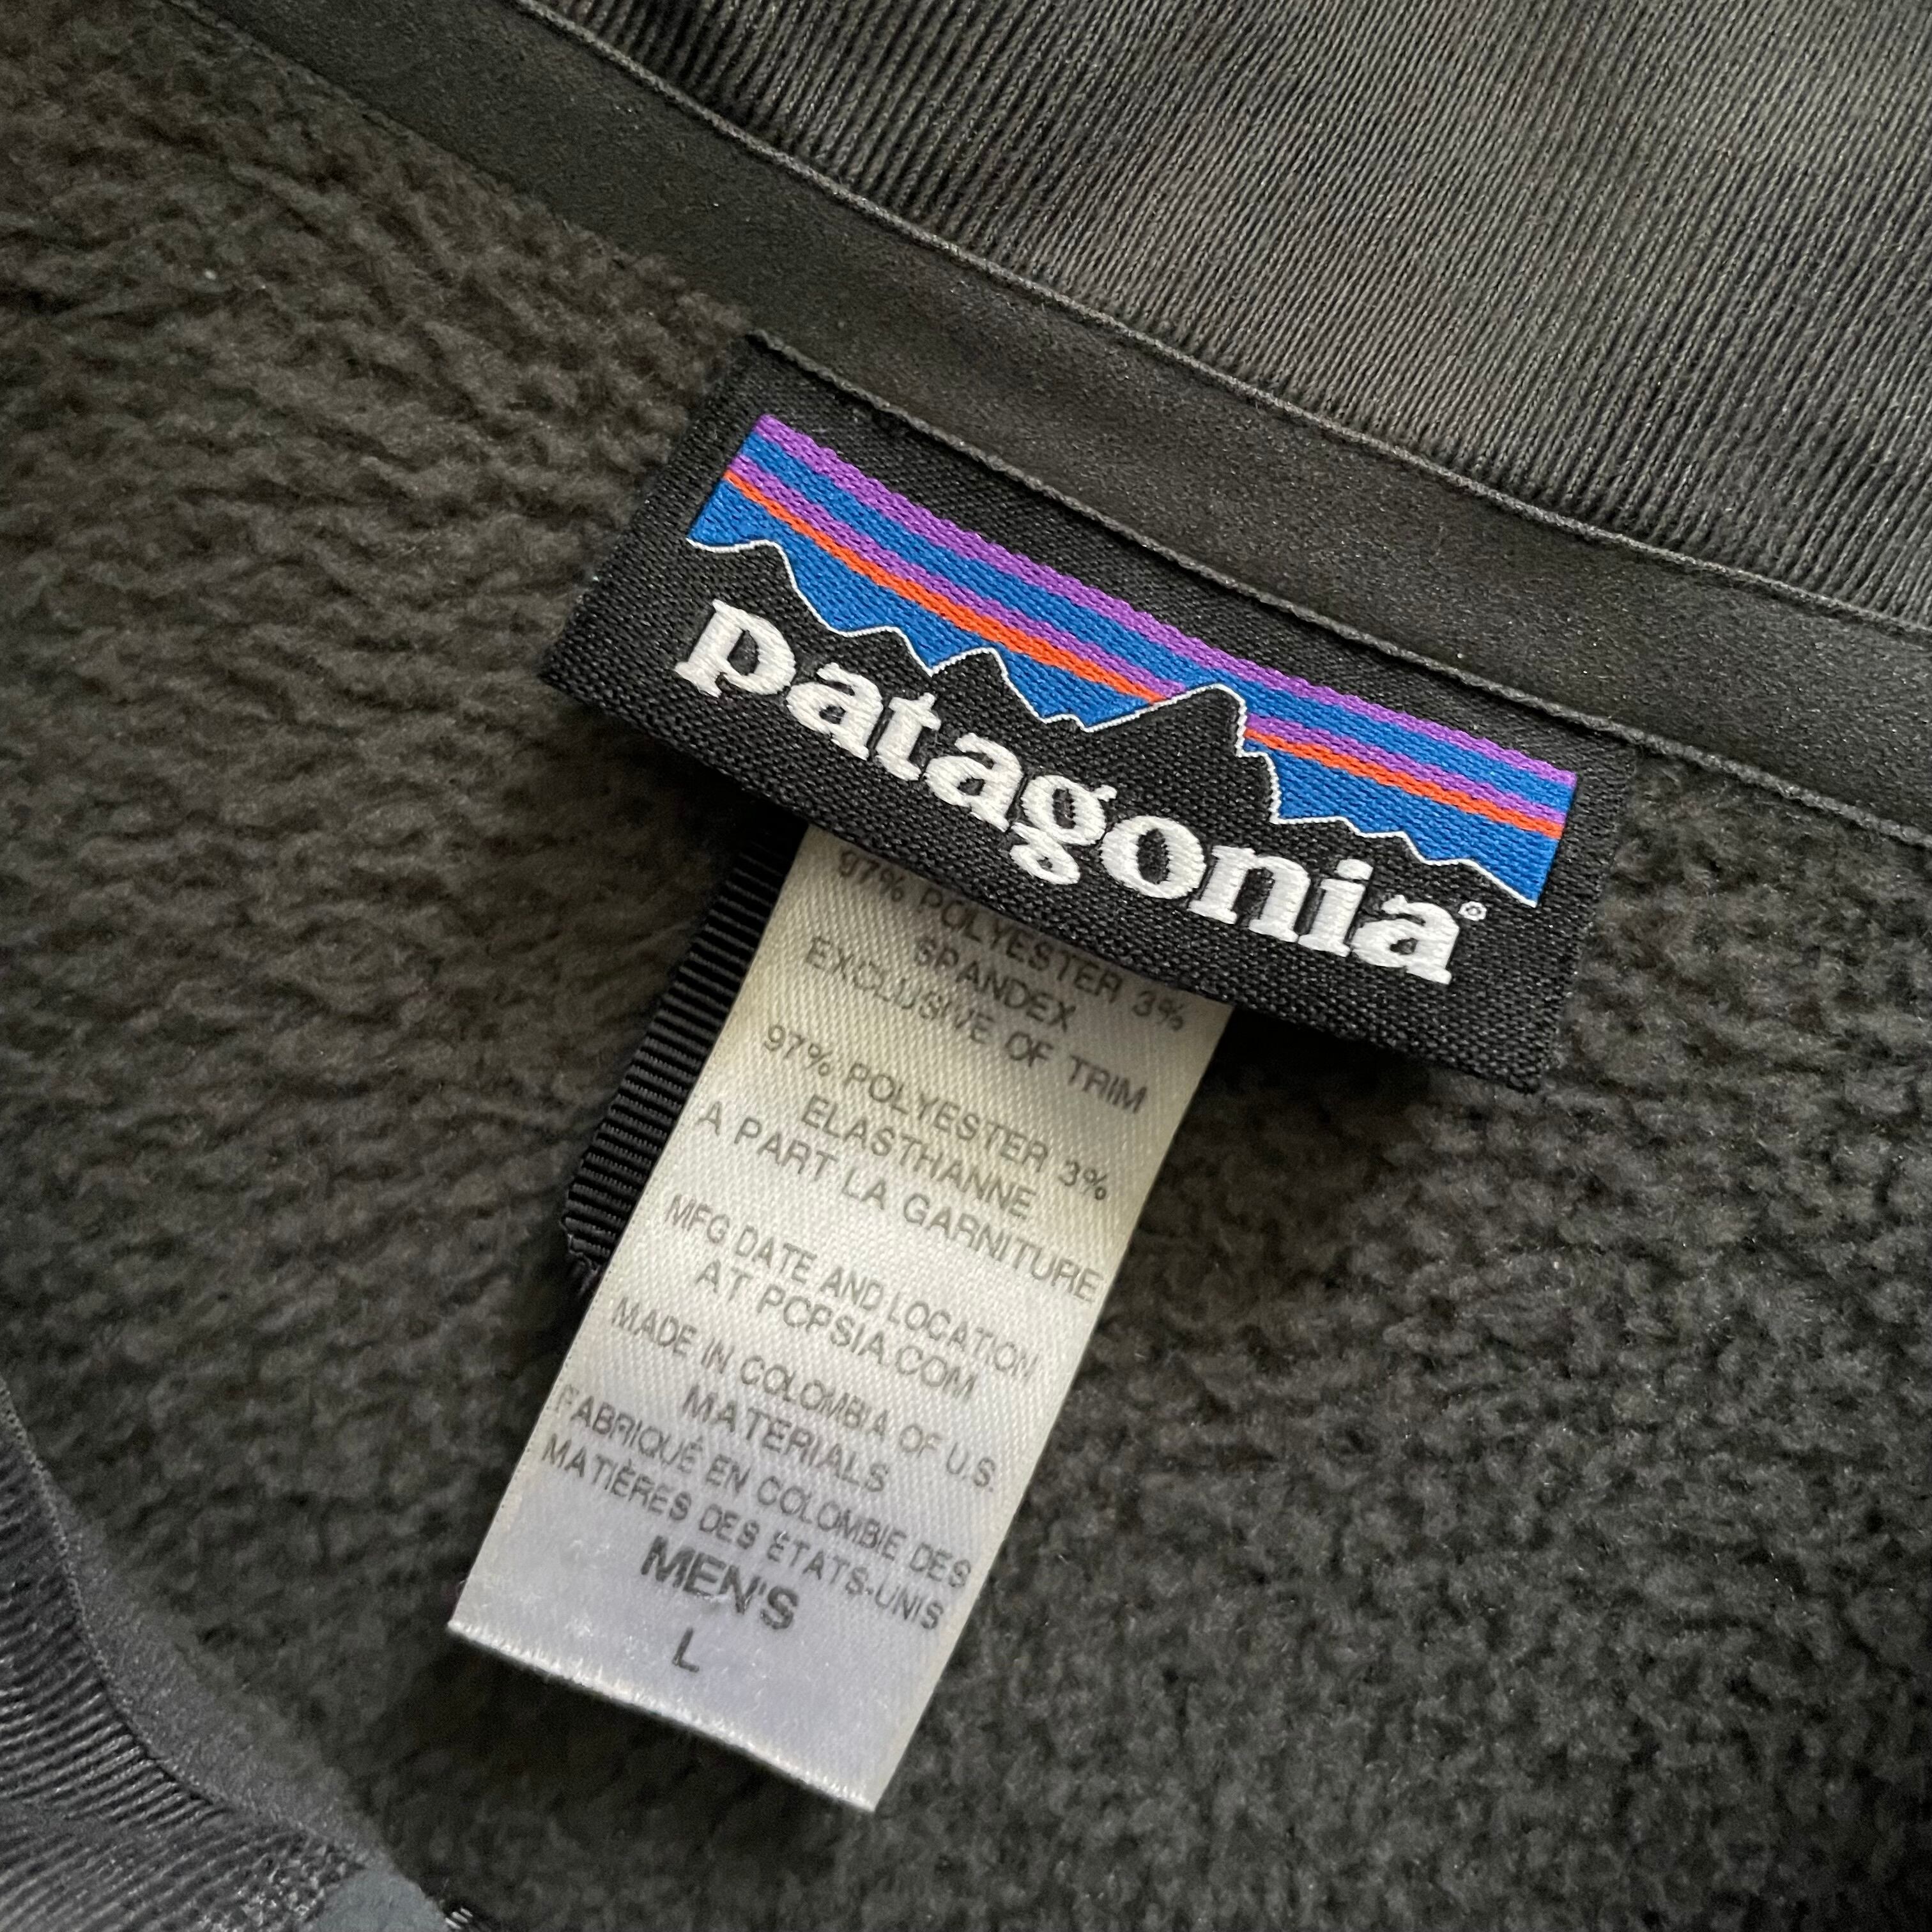 patagonia®
97% POLYESTER 3%
SPANDEX
EXCLUSIVE OF TRIM
97% POLYESTER 3%
ELASTHANNE
A PART LA GARNITURE
MFG DATE AND LOCATION
AT PCPSIA.COM
MADE IN COLOMBIA OF U.S.
MATERIALS
FABRIQUÉ EN COLOMBIE DES
MATIÈRES DES ÉTATS-UNIS
MEN'S
L